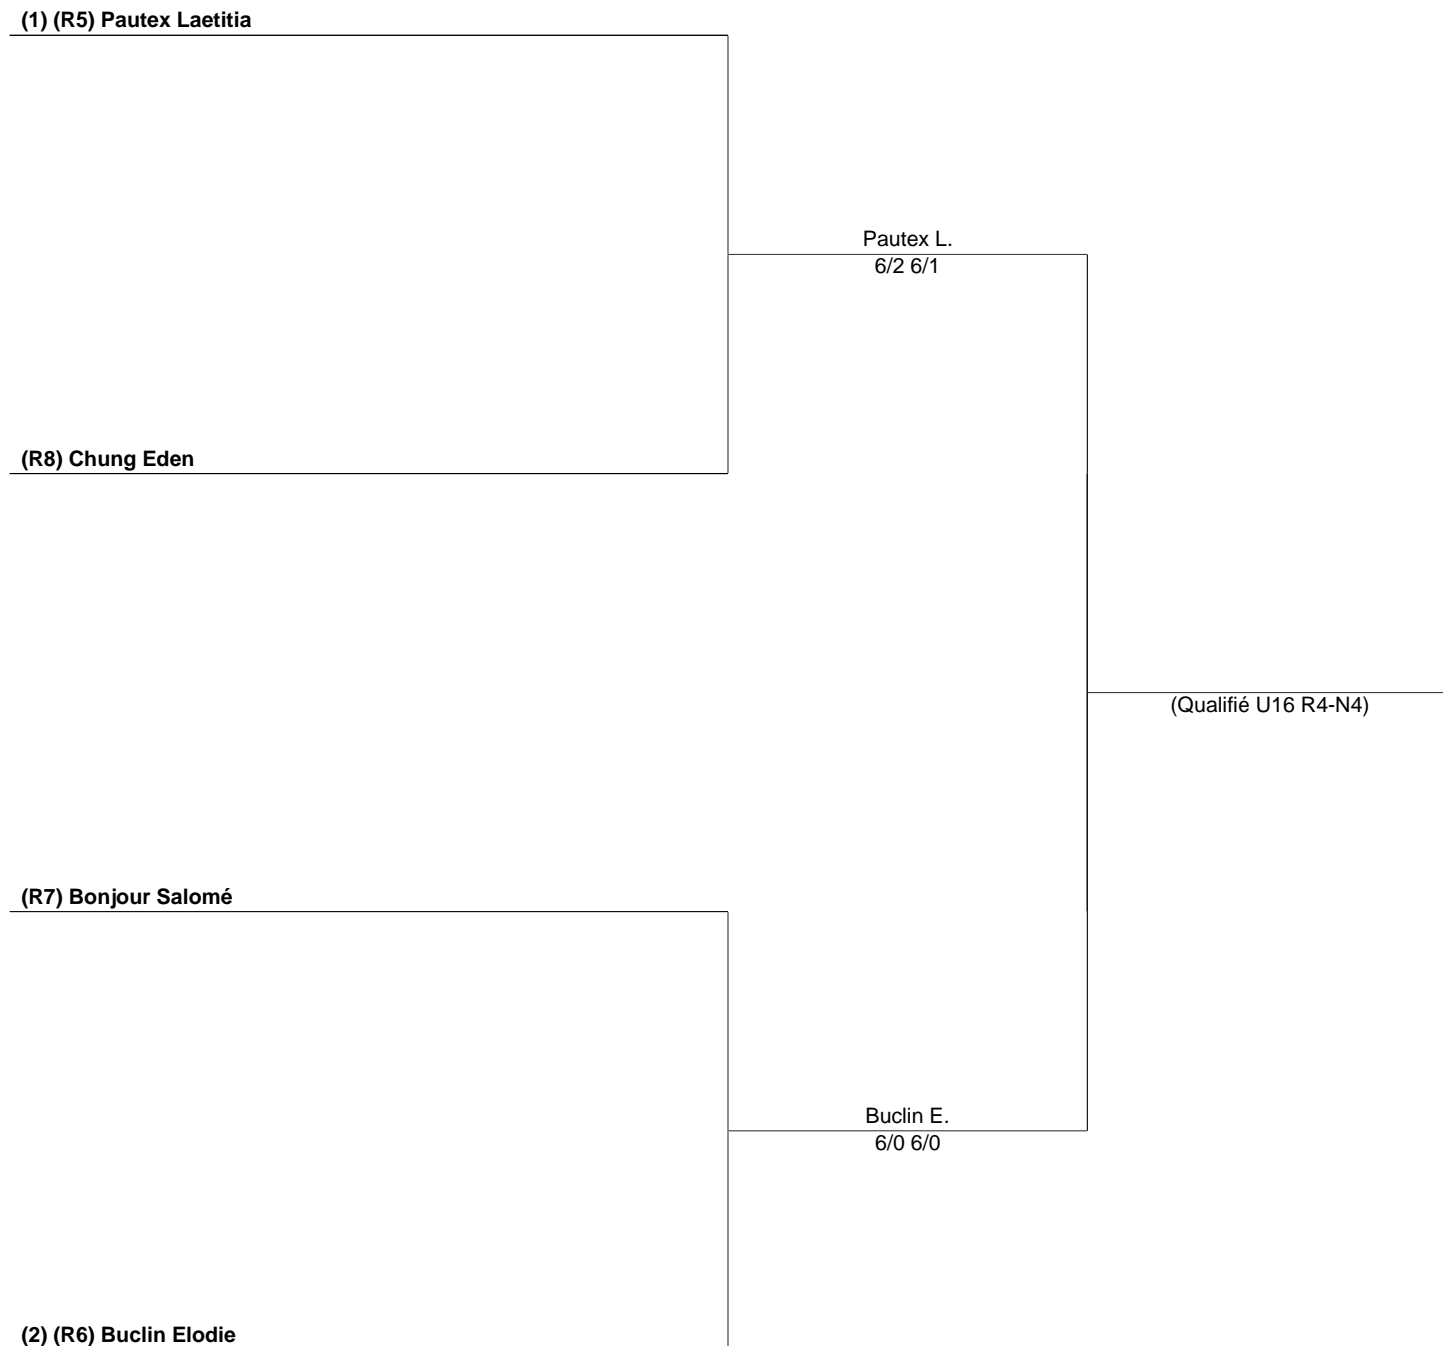 (1) (R5) Pautex Laetitia
Pautex L.
6/2 6/1
(R8) Chung Eden
(Qualifié U16 R4-N4)
(R7) Bonjour Salomé
Buclin E.
6/0 6/0
(2) (R6) Buclin Elodie